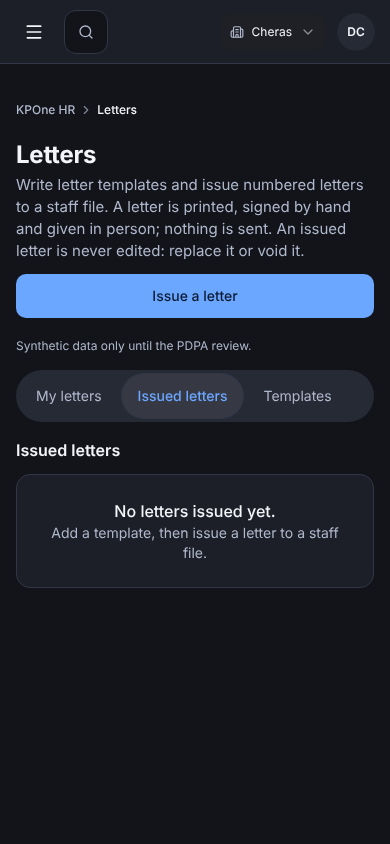 Cheras
DC
KPOne HR > Letters
Letters
Write letter templates and issue numbered letters
to a staff file. A letter is printed, signed by hand
and given in person; nothing is sent. An issued
letter is never edited: replace it or void it.
Issue a letter
Synthetic data only until the PDPA review.
My letters
Issued letters
Templates
Issued letters
No letters issued yet.
Add a template, then issue a letter to a staff
file.